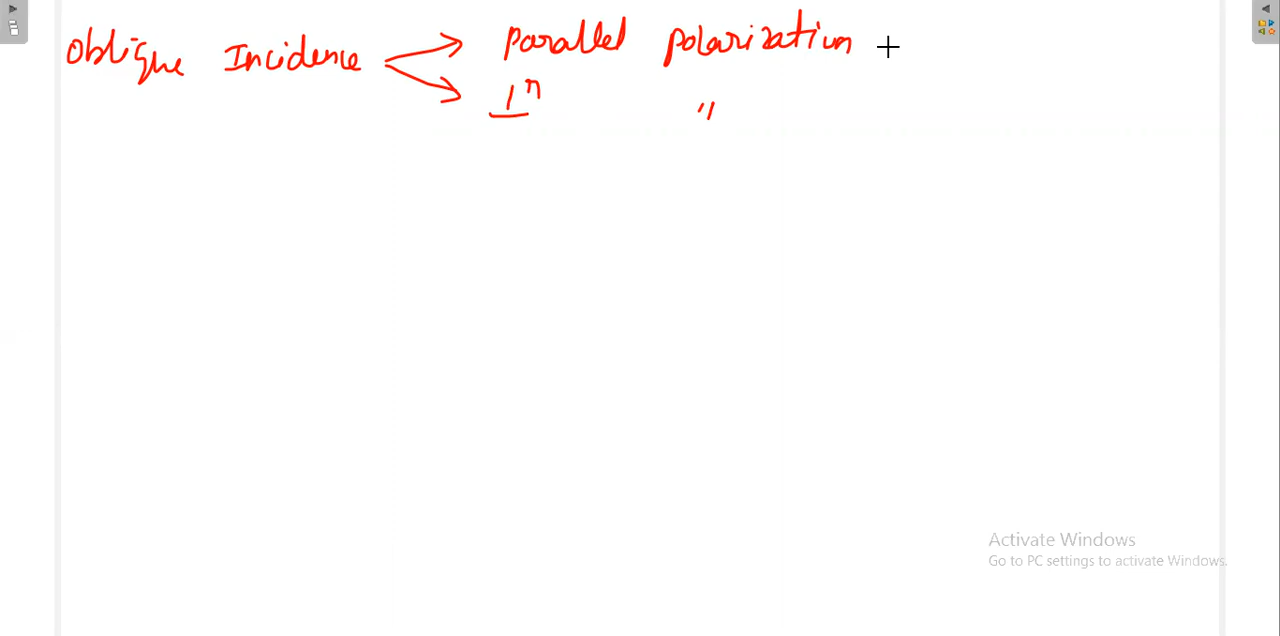 Oblique Incidence → Parallel polarization
→ ⊥ⁿ "
Activate Windows
Go to PC settings to activate Windows.